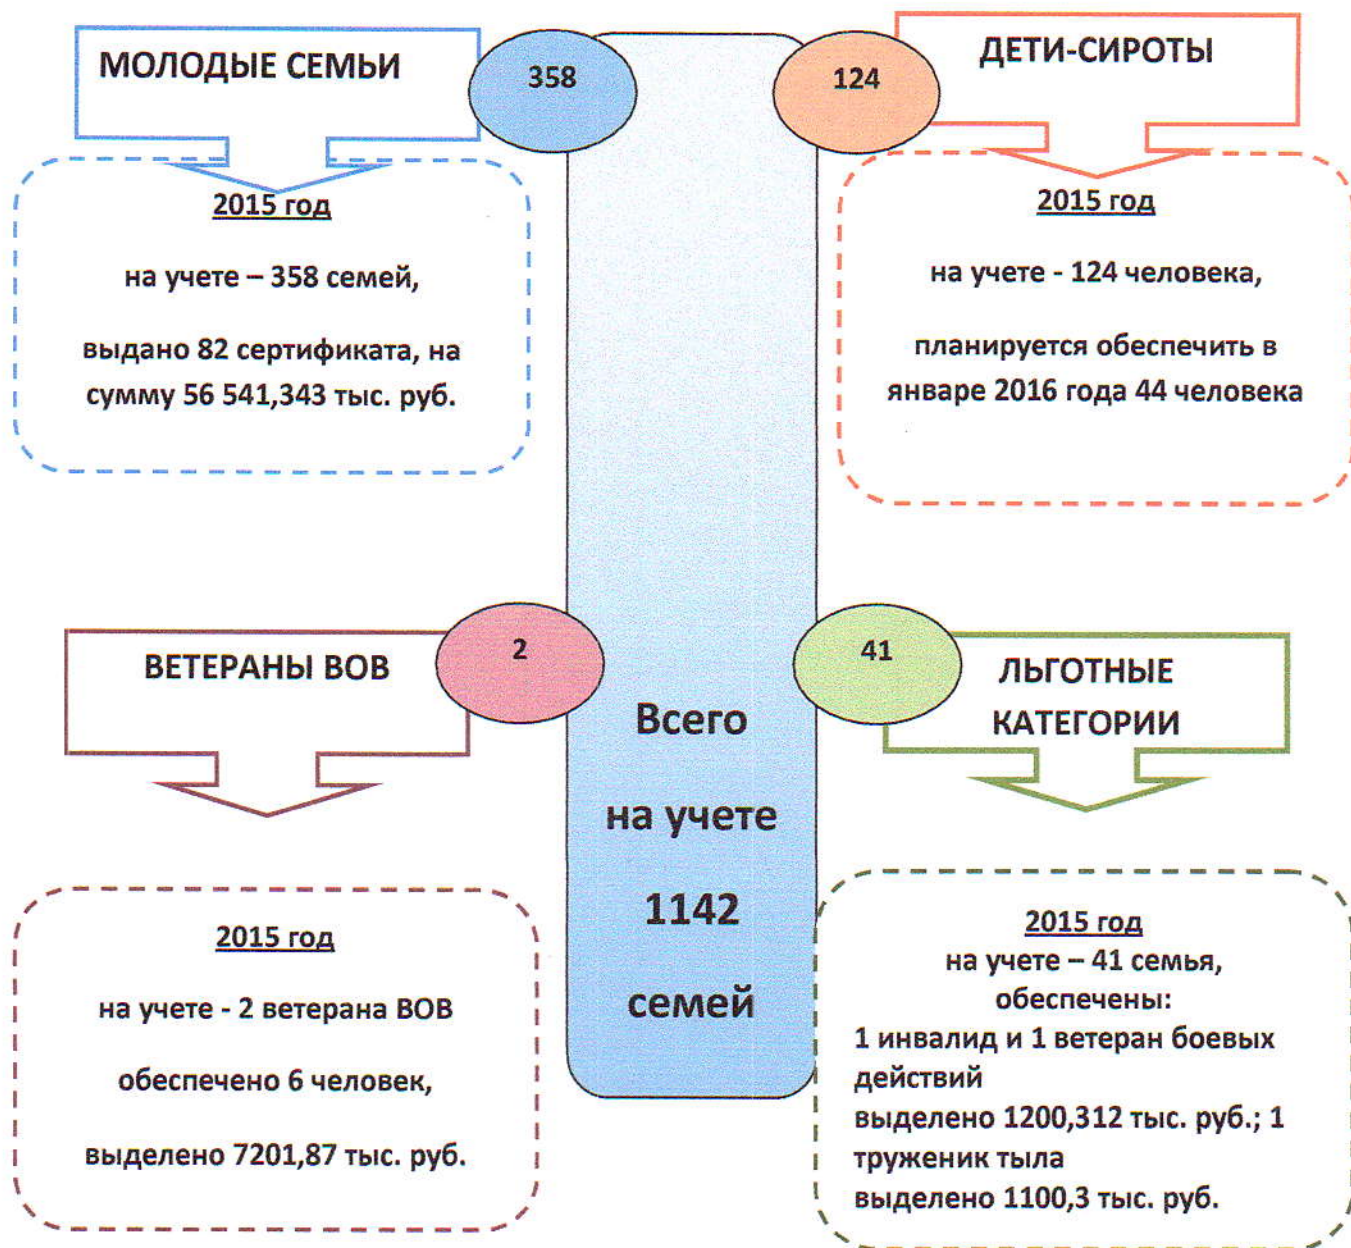 МОЛОДЫЕ СЕМЬИ
358
2015 год
на учете – 358 семей,
выдано 82 сертификата, на
сумму 56 541,343 тыс. руб.
124
ДЕТИ-СИРОТЫ
2015 год
на учете - 124 человека,
планируется обеспечить в
январе 2016 года 44 человека
ВЕТЕРАНЫ ВОВ
2
2015 год
на учете - 2 ветерана ВОВ
обеспечено 6 человек,
выделено 7201,87 тыс. руб.
Всего
на учете
1142
семей
41
ЛЬГОТНЫЕ
КАТЕГОРИИ
2015 год
на учете – 41 семья,
обеспечены:
1 инвалид и 1 ветеран боевых
действий
выделено 1200,312 тыс. руб.; 1
труженик тыла
выделено 1100,3 тыс. руб.